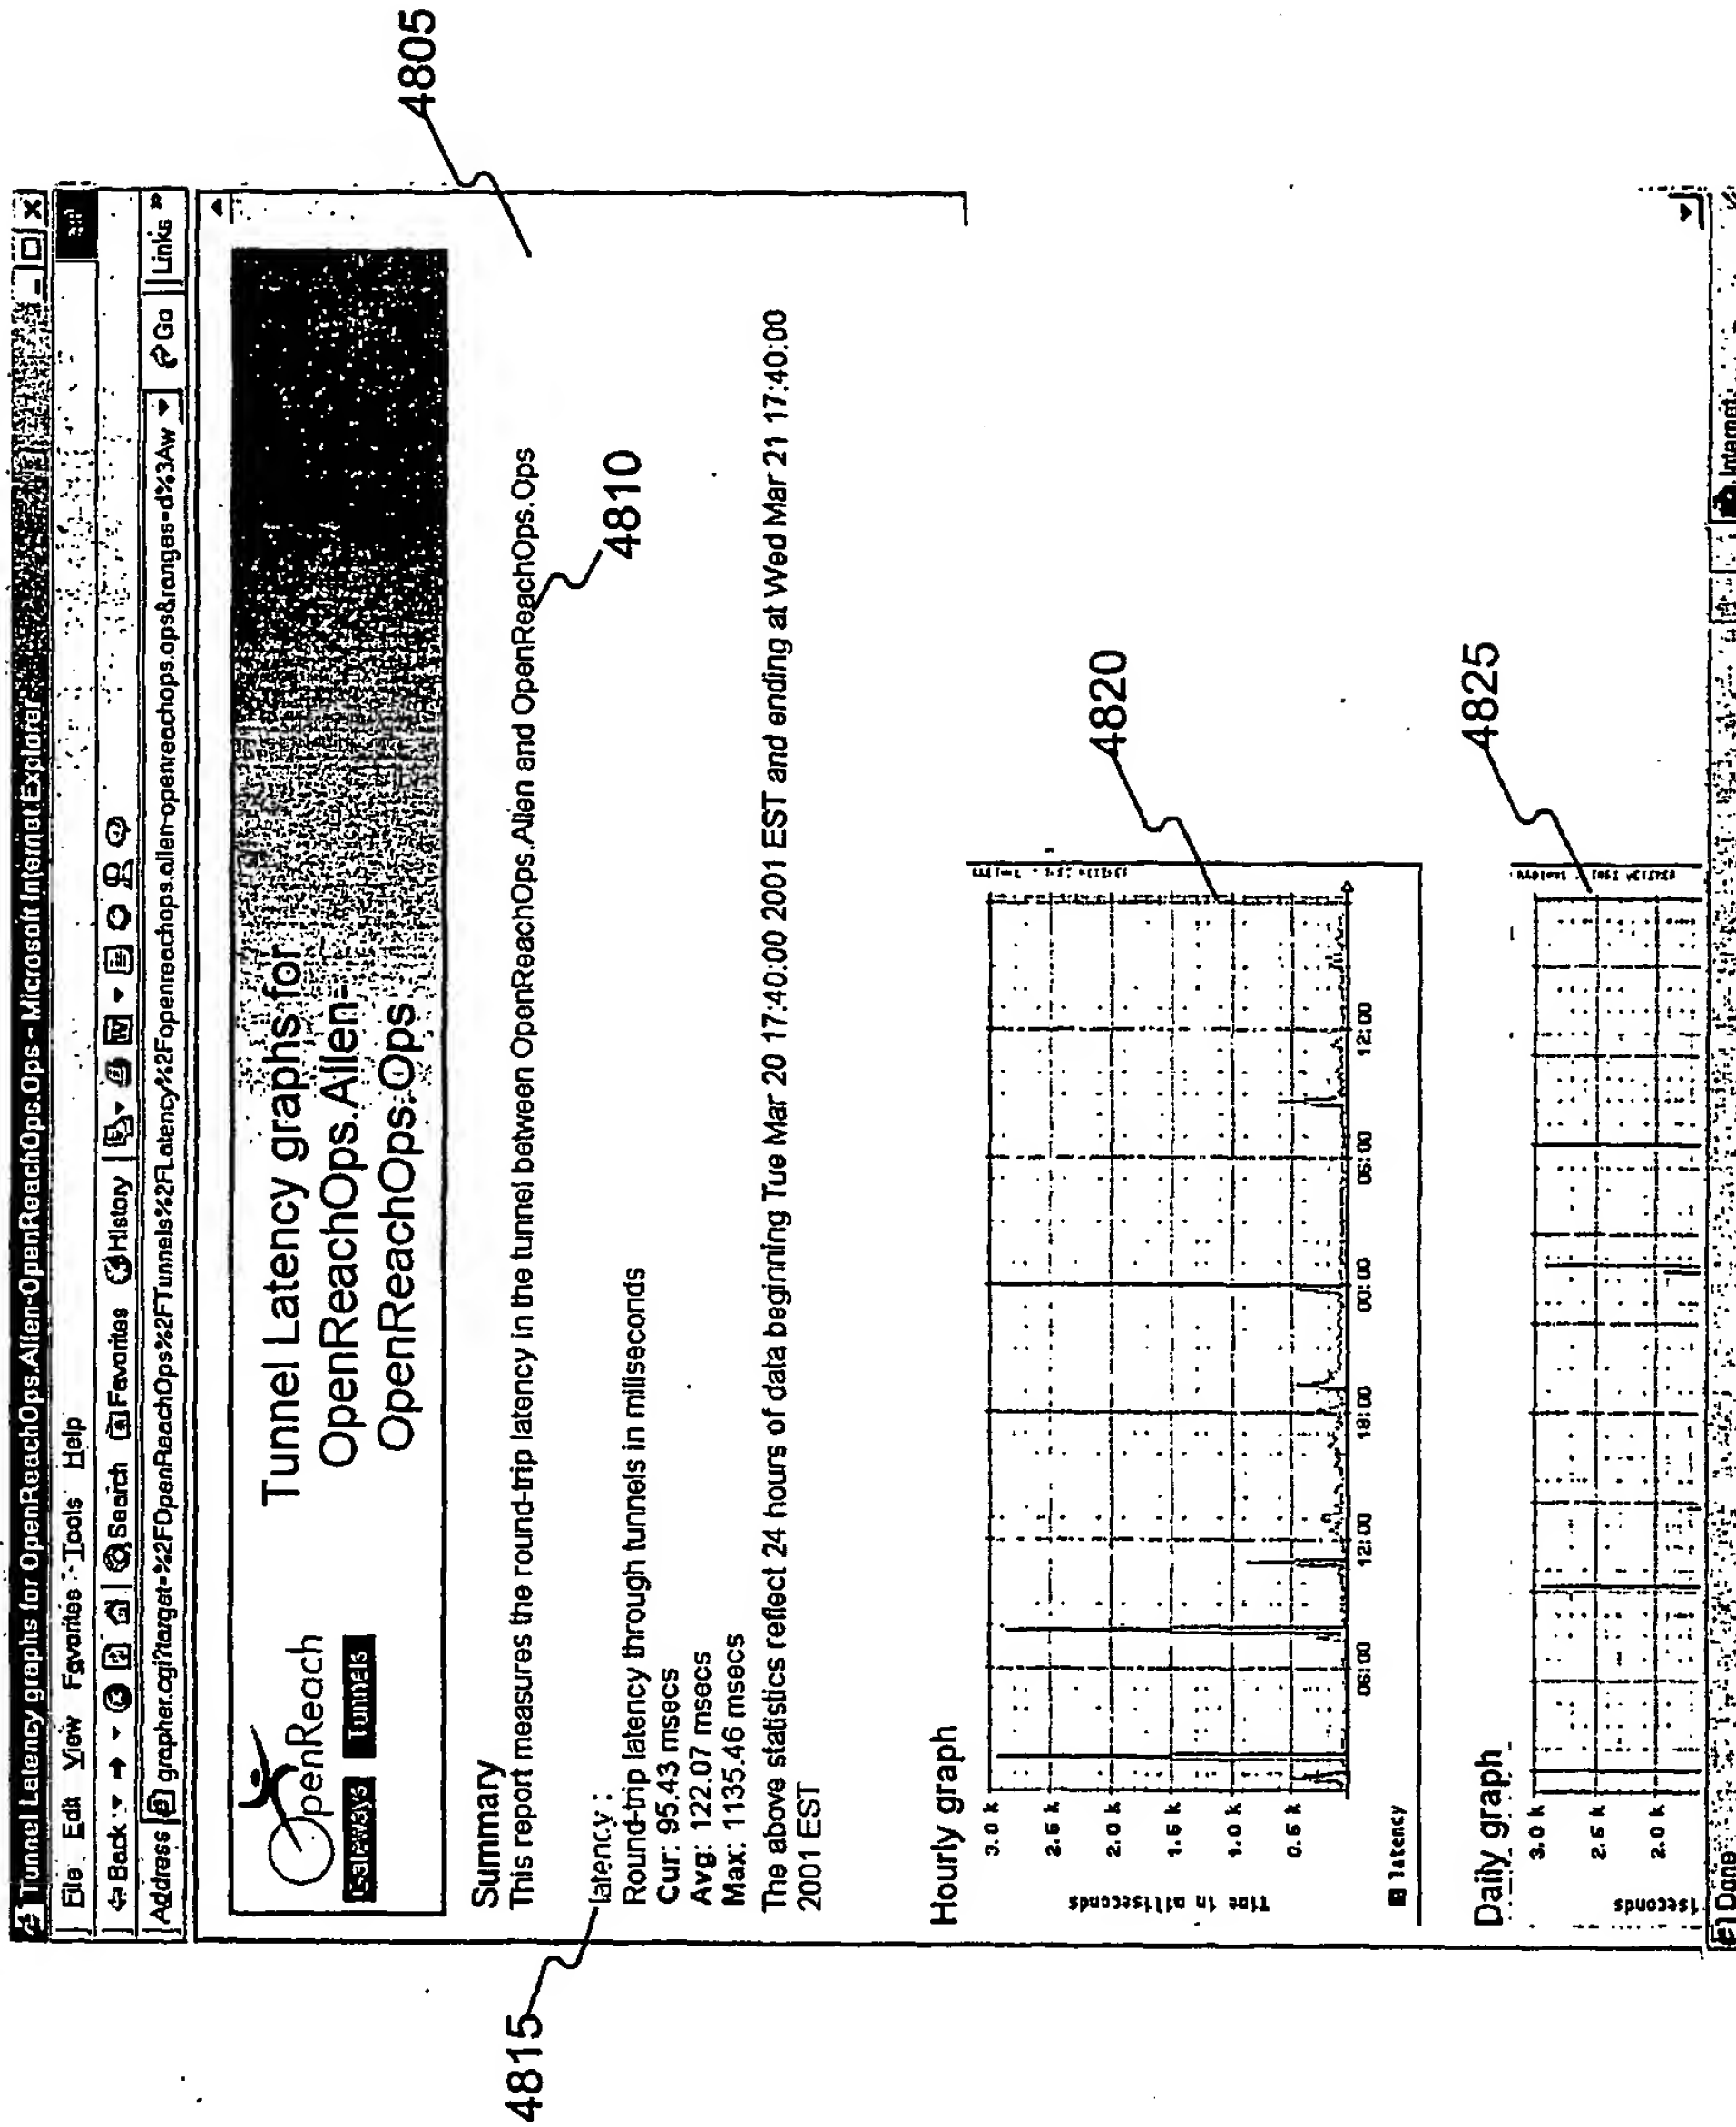 Tunnel Latency graphs for OpenReachOps.Allen-OpenReachOps.Ops - Microsoft Internet Explorer
File Edit View Favorites Tools Help
Back Search Favorites History
Address grapher.cgi?target=%2FOpenReachOps%2FTunnels%2FLatency%2Fopenreachops.allen-openreachops.ops&ranges=d%3Aw Go Links »
4805
OpenReach
Gateways Tunnels
Tunnel Latency graphs for
OpenReachOps.Allen-
OpenReachOps.Ops
Summary
This report measures the round-trip latency in the tunnel between OpenReachOps.Allen and OpenReachOps.Ops
4810
4815
latency :
Round-trip latency through tunnels in milliseconds
Cur: 95.43 msecs
Avg: 122.07 msecs
Max: 1135.46 msecs
The above statistics reflect 24 hours of data beginning Tue Mar 20 17:40:00 2001 EST and ending at Wed Mar 21 17:40:00
2001 EST
Hourly graph
4820
Time in milliseconds
3.0 k
2.5 k
2.0 k
1.5 k
1.0 k
0.5 k
06:00 12:00 18:00 00:00 06:00 12:00
latency
Daily graph
4825
3.0 k
2.5 k
2.0 k
iseconds
Done
Internet